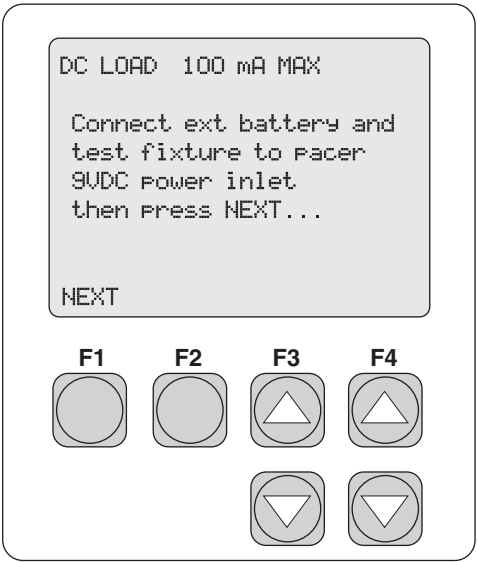 DC LOAD 100 mA MAX
Connect ext battery and
test fixture to pacer
9VDC power inlet
then press NEXT...
NEXT
F1 F2 F3 F4